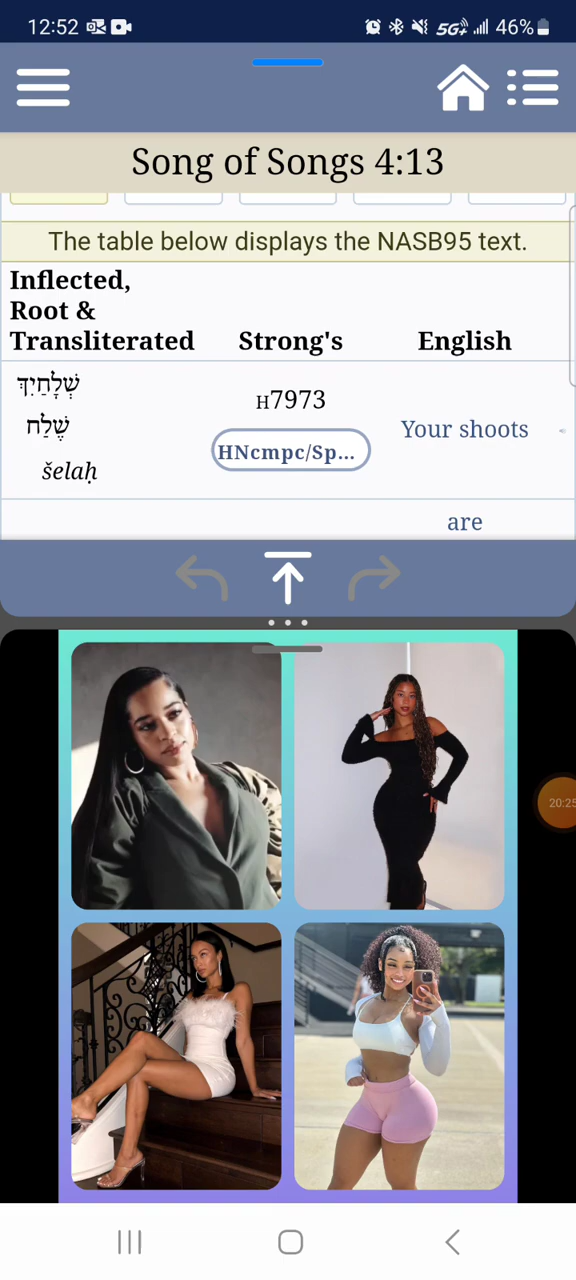 12:52
5G+ 46%
Song of Songs 4:13
The table below displays the NASB95 text.
Inflected,
Root &
Transliterated Strong's English
שְׁלָחַיִךְ
שֶׁלַח
šelaḥ
H7973
HNcmpc/Sp...
Your shoots
are
20:25